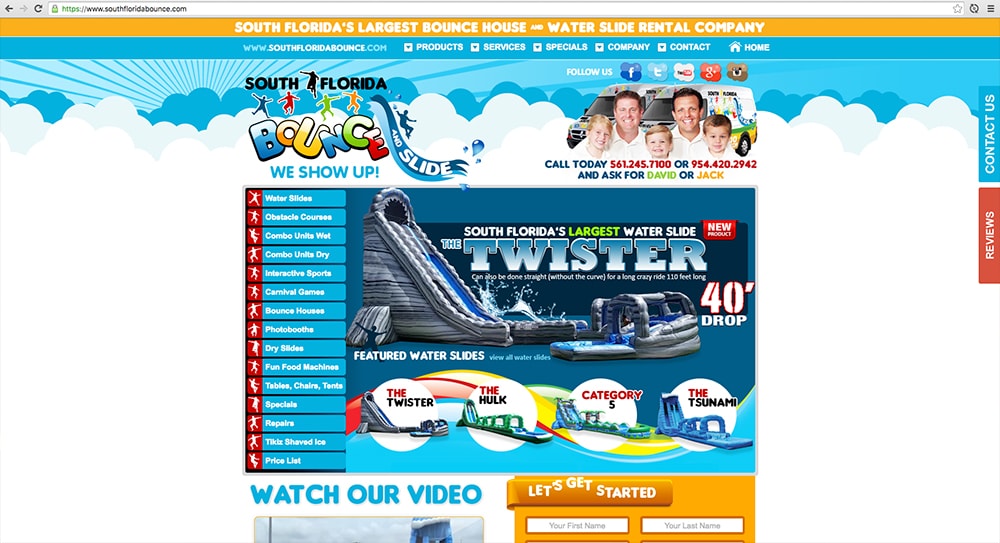 https://www.southfloridabounce.com
SOUTH FLORIDA'S LARGEST BOUNCE HOUSE AND WATER SLIDE RENTAL COMPANY
WWW.SOUTHFLORIDABOUNCE.COM
PRODUCTS SERVICES SPECIALS COMPANY CONTACT HOME
FOLLOW US
SOUTH FLORIDA
BOUNCE
AND SLIDE
WE SHOW UP!
CALL TODAY 561.245.7100 OR 954.420.2942
AND ASK FOR DAVID OR JACK
CONTACT US
REVIEWS
Water Slides
Obstacle Courses
Combo Units Wet
Combo Units Dry
Interactive Sports
Carnival Games
Bounce Houses
Photobooths
Dry Slides
Fun Food Machines
Tables, Chairs, Tents
Specials
Repairs
Tikiz Shaved Ice
Price List
SOUTH FLORIDA'S LARGEST WATER SLIDE
NEW
PRODUCT
THE TWISTER
Can also be done straight (without the curve) for a long crazy ride 110 feet long
40'
DROP
FEATURED WATER SLIDES view all water slides
THE
TWISTER
THE
HULK
CATEGORY
5
THE
TSUNAMI
WATCH OUR VIDEO
LET'S GET STARTED
Your First Name
Your Last Name